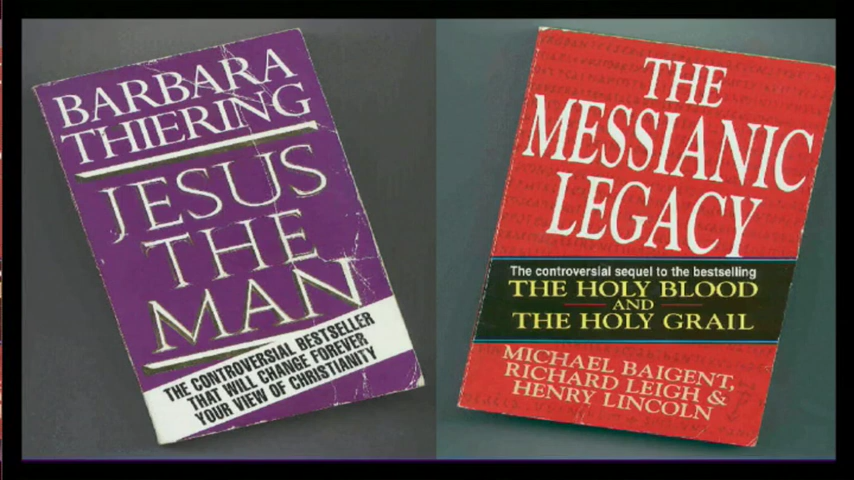 BARBARA
THIERING
JESUS
THE
MAN
THE CONTROVERSIAL BESTSELLER
THAT WILL CHANGE FOREVER
YOUR VIEW OF CHRISTIANITY
THE
MESSIANIC
LEGACY
The controversial sequel to the bestselling
THE HOLY BLOOD
AND
THE HOLY GRAIL
MICHAEL BAIGENT,
RICHARD LEIGH &
HENRY LINCOLN